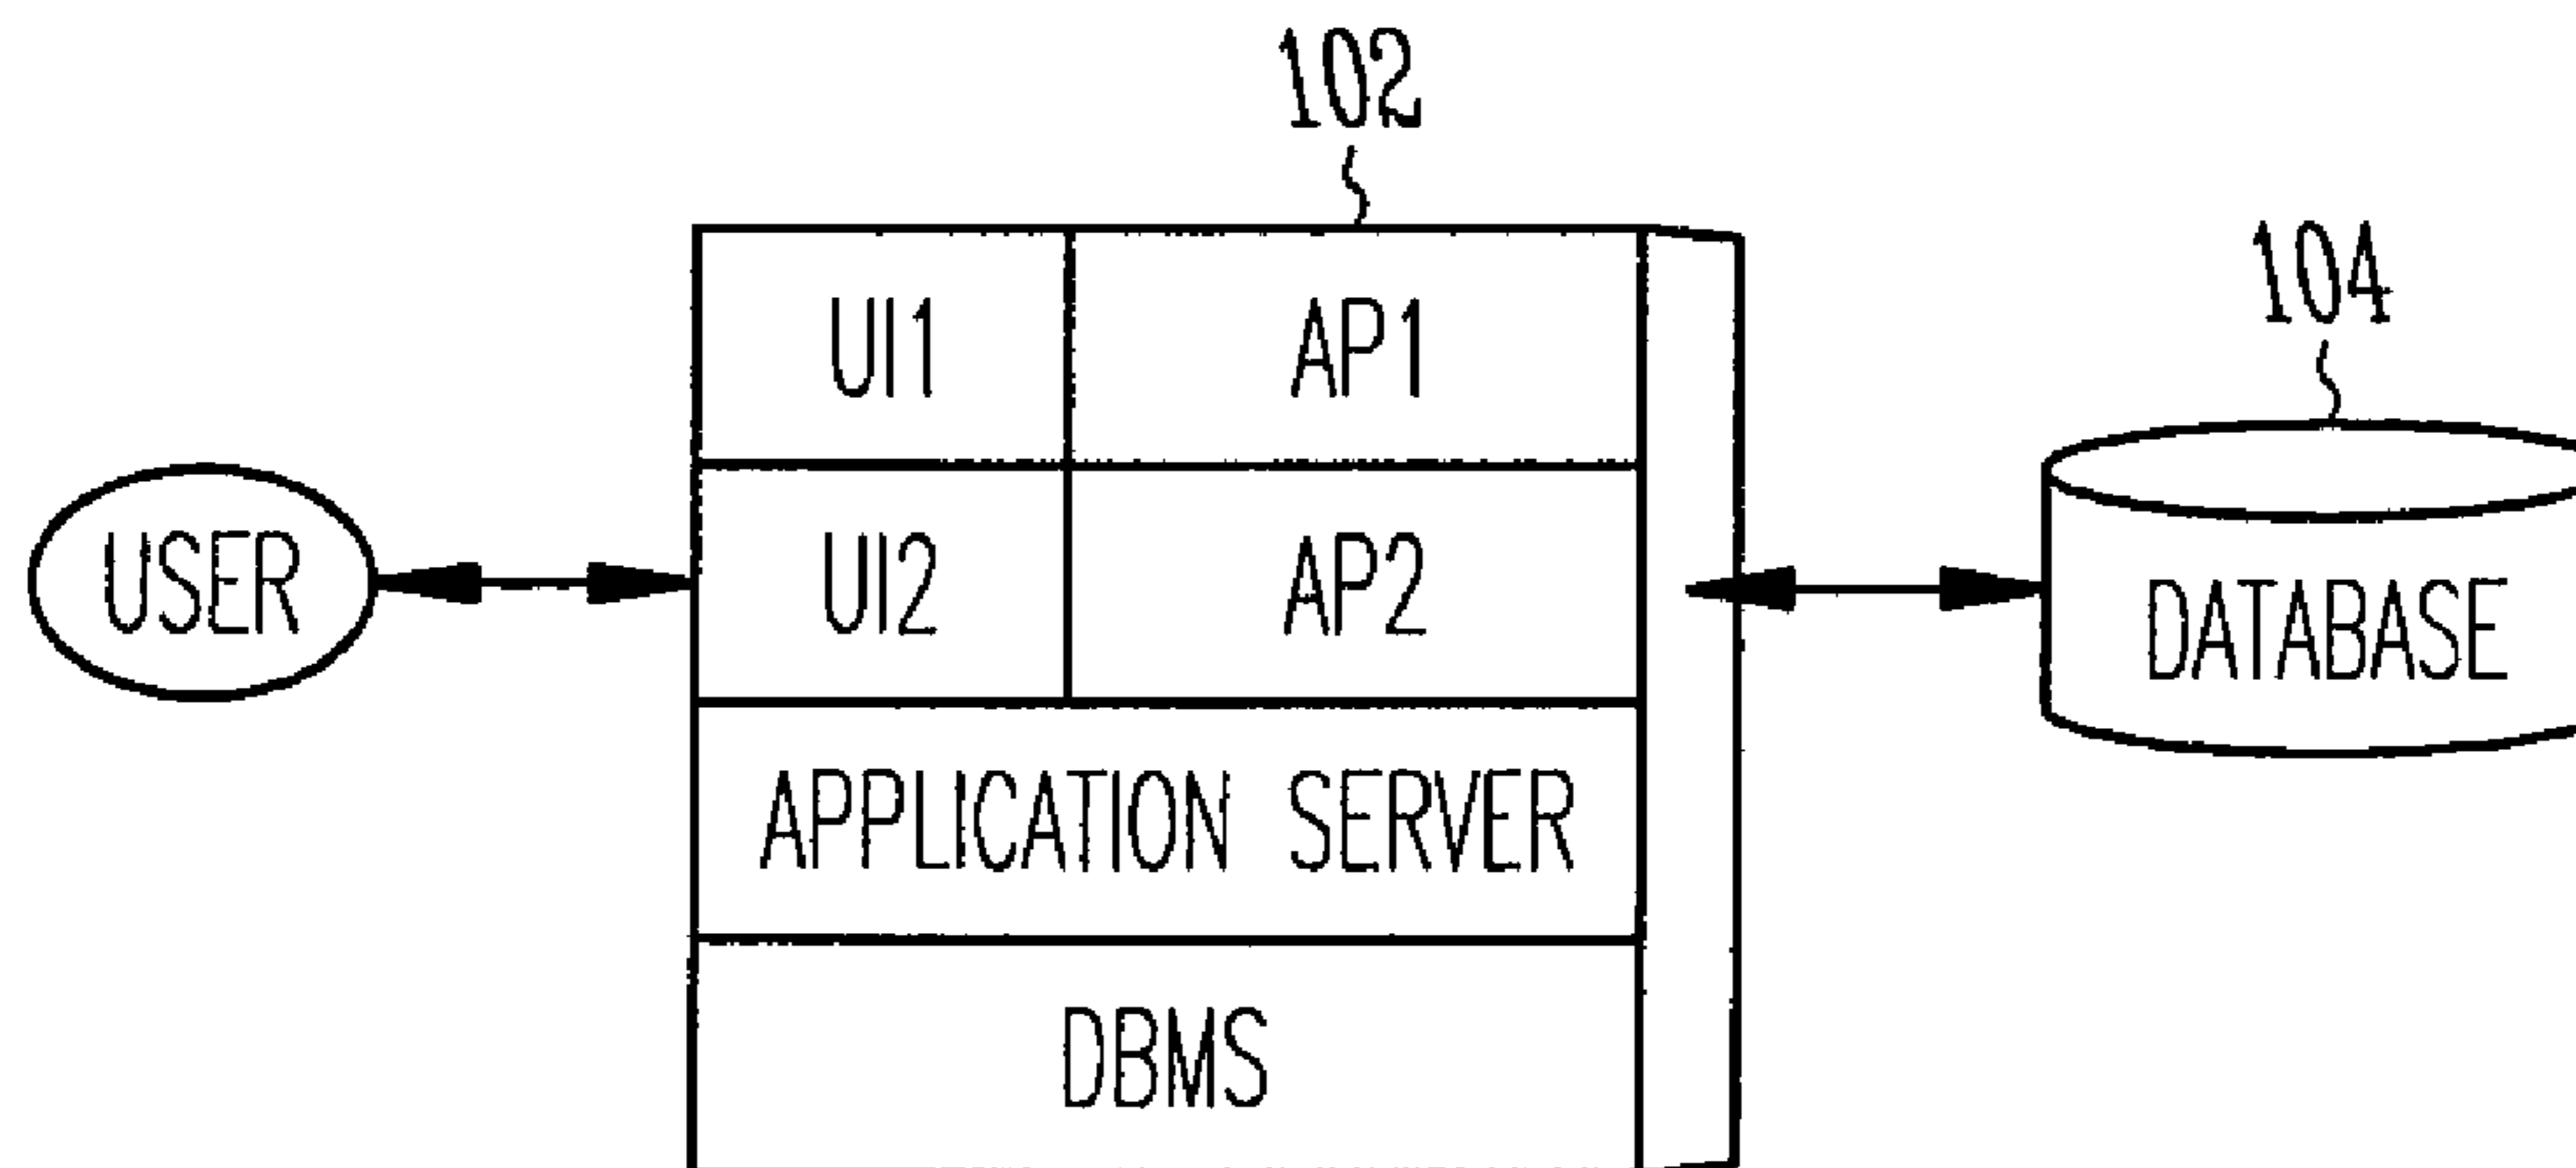 102
104
UI1 AP1
USER UI2 AP2
DATABASE
APPLICATION SERVER
DBMS